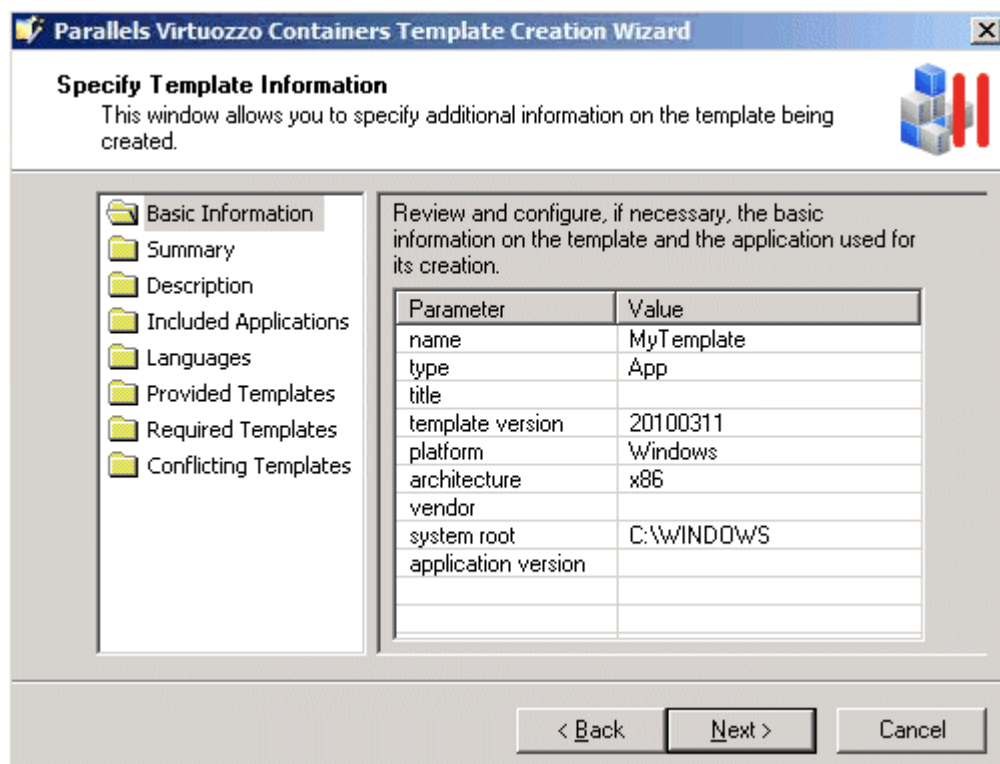 Parallels Virtuozzo Containers Template Creation Wizard
Specify Template Information
This window allows you to specify additional information on the template being
created.
Basic Information
Summary
Description
Included Applications
Languages
Provided Templates
Required Templates
Conflicting Templates
Review and configure, if necessary, the basic
information on the template and the application used for
its creation.
Parameter Value
name MyTemplate
type App
title
template version 20100311
platform Windows
architecture x86
vendor
system root C:\WINDOWS
application version
< Back Next > Cancel